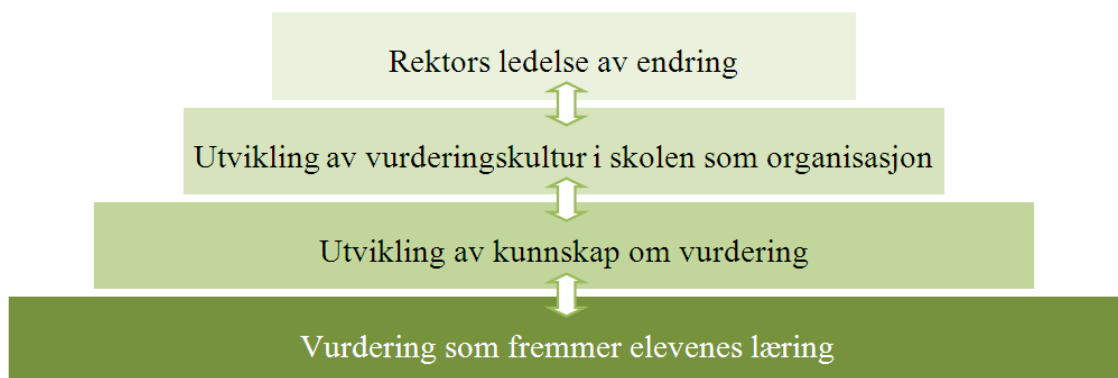 Rektors ledelse av endring
Utvikling av vurderingskultur i skolen som organisasjon
Utvikling av kunnskap om vurdering
Vurdering som fremmer elevenes læring